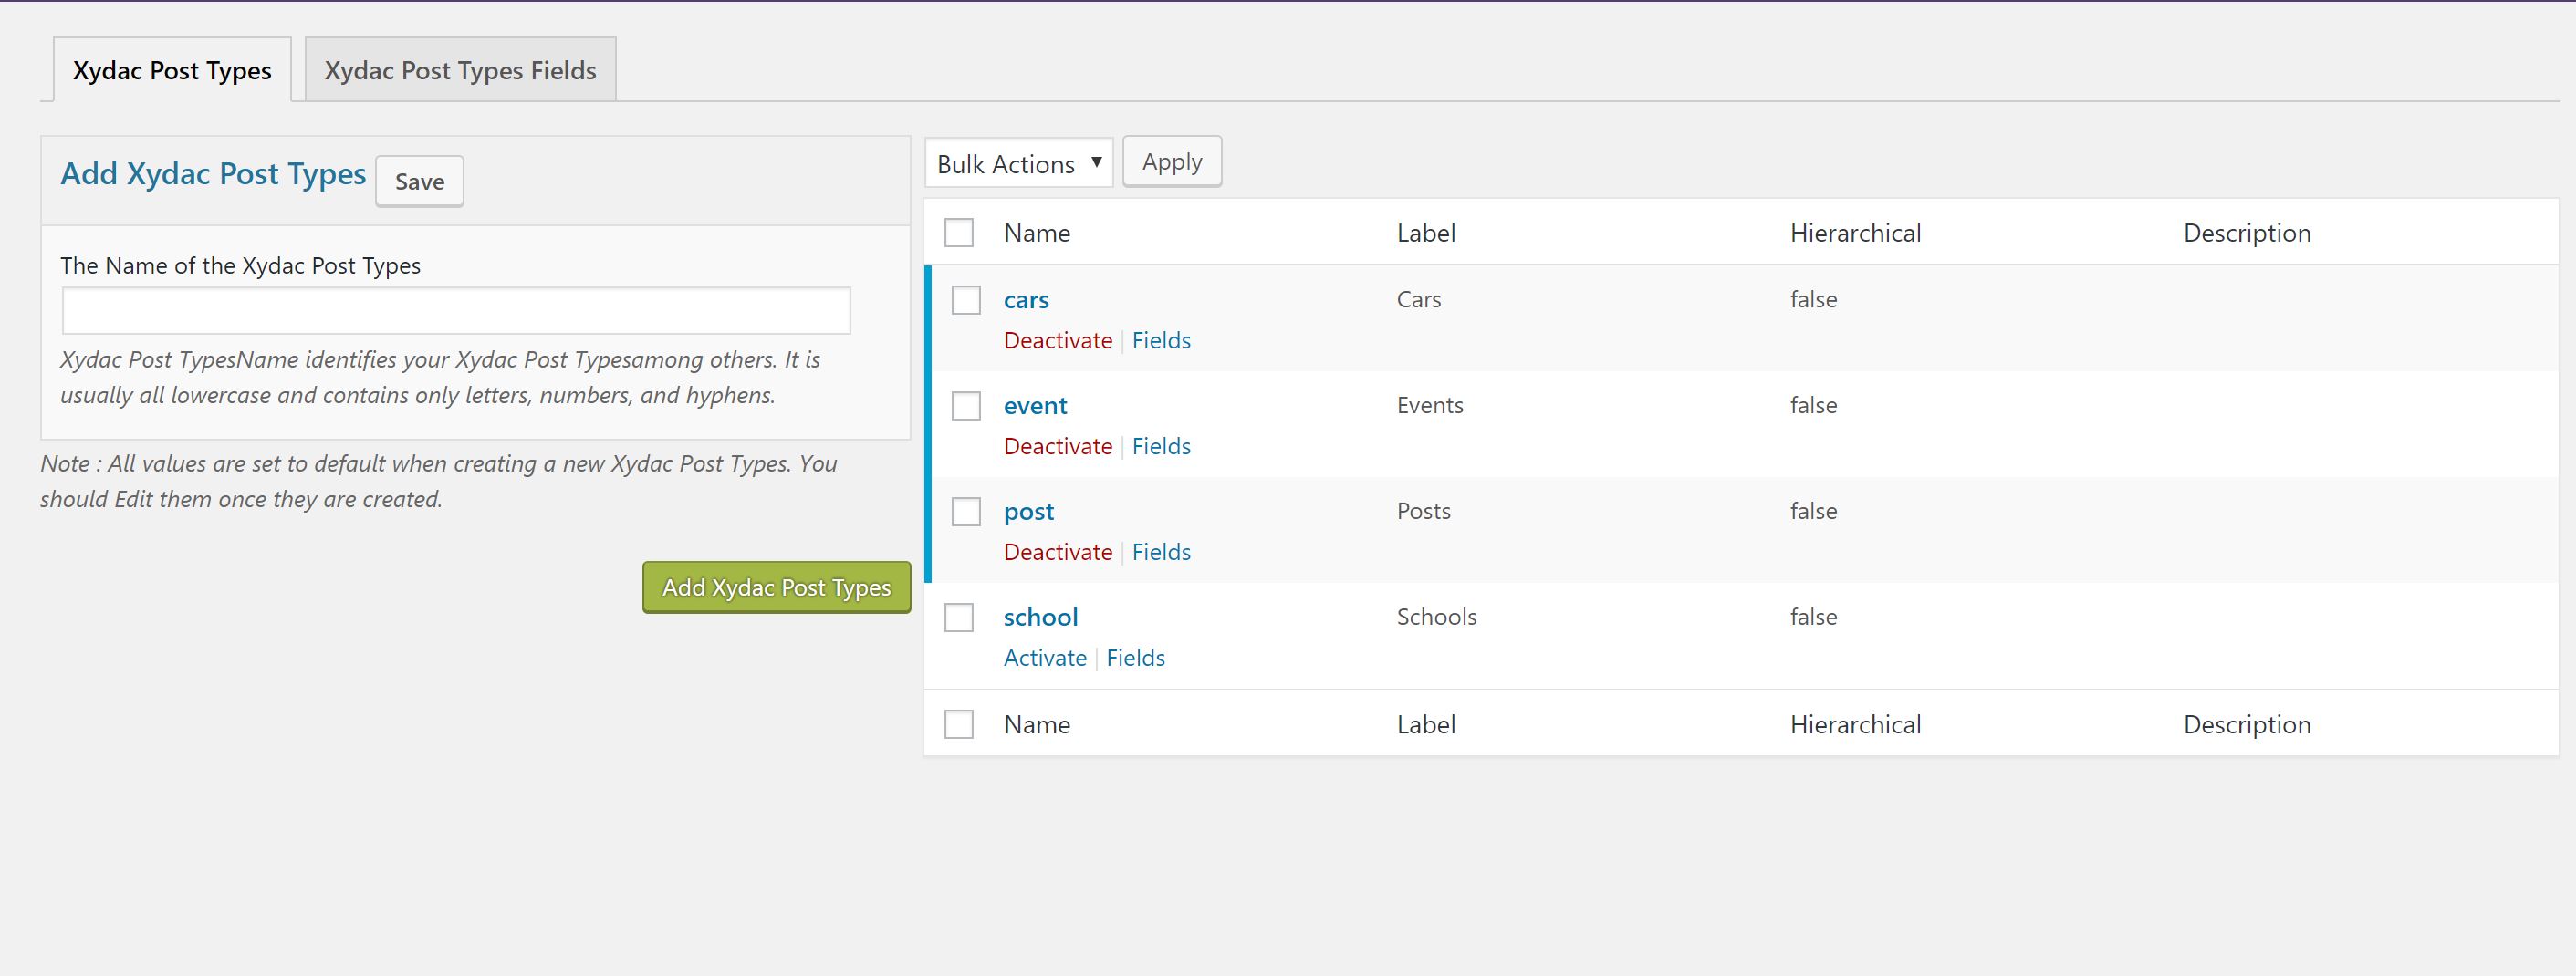 Xydac Post Types
Xydac Post Types Fields
Add Xydac Post Types
Save
The Name of the Xydac Post Types
Xydac Post TypesName identifies your Xydac Post Typesamong others. It is
usually all lowercase and contains only letters, numbers, and hyphens.
Note : All values are set to default when creating a new Xydac Post Types. You
should Edit them once they are created.
Add Xydac Post Types
Bulk Actions
Apply
Name Label Hierarchical Description
cars Cars false
Deactivate | Fields
event Events false
Deactivate | Fields
post Posts false
Deactivate | Fields
school Schools false
Activate | Fields
Name Label Hierarchical Description